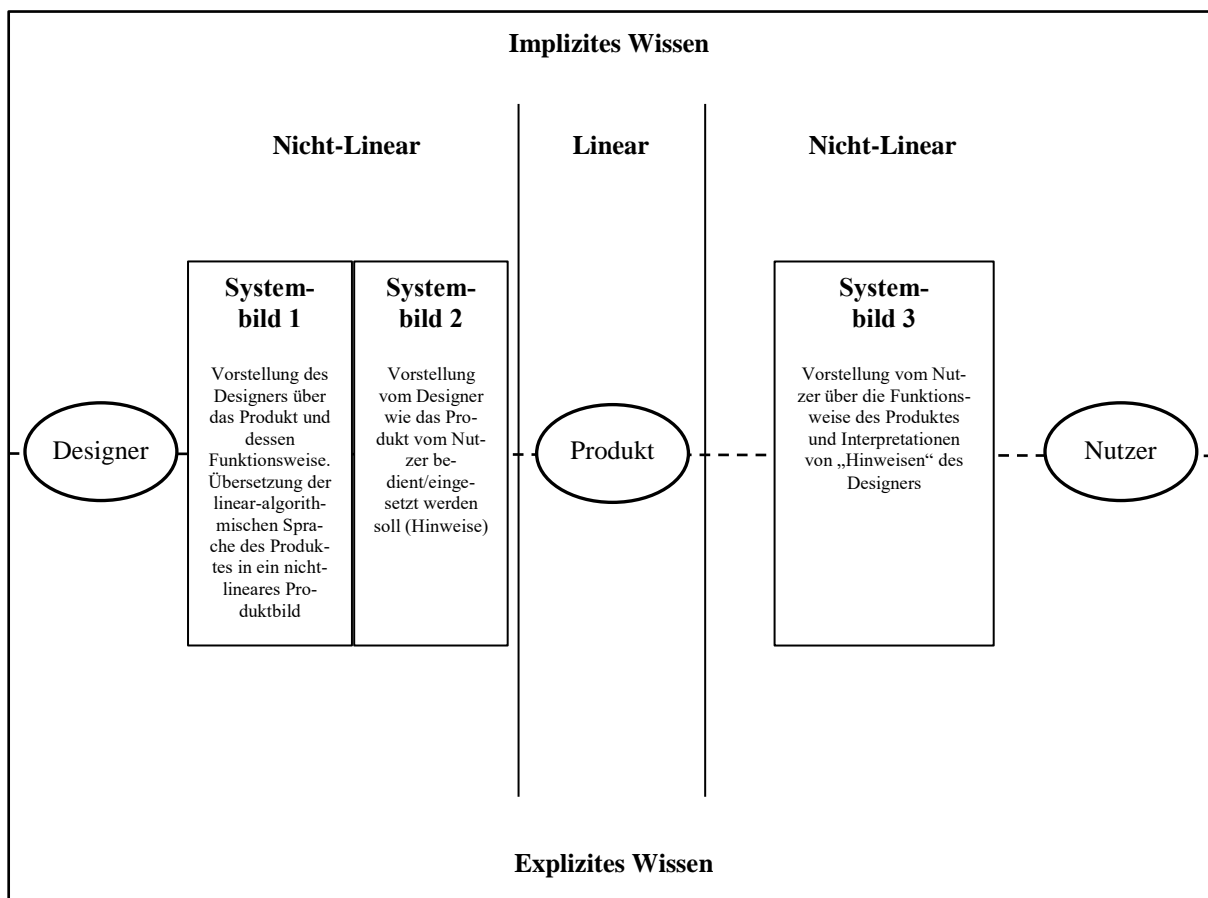 Implizites Wissen
Nicht-Linear
Linear
Nicht-Linear
System-
bild 1
Vorstellung des
Designers über
das Produkt und
dessen
Funktionsweise.
Übersetzung der
linear-algorith-
mischen Spra-
che des Produk-
tes in ein nicht-
lineares Pro-
duktbild
System-
bild 2
Vorstellung
vom Designer
wie das Pro-
dukt vom Nut-
zer be-
dient/einge-
setzt werden
soll (Hinweise)
System-
bild 3
Vorstellung vom Nut-
zer über die Funktions-
weise des Produktes
und Interpretationen
von „Hinweisen“ des
Designers
Designer
Produkt
Nutzer
Explizites Wissen